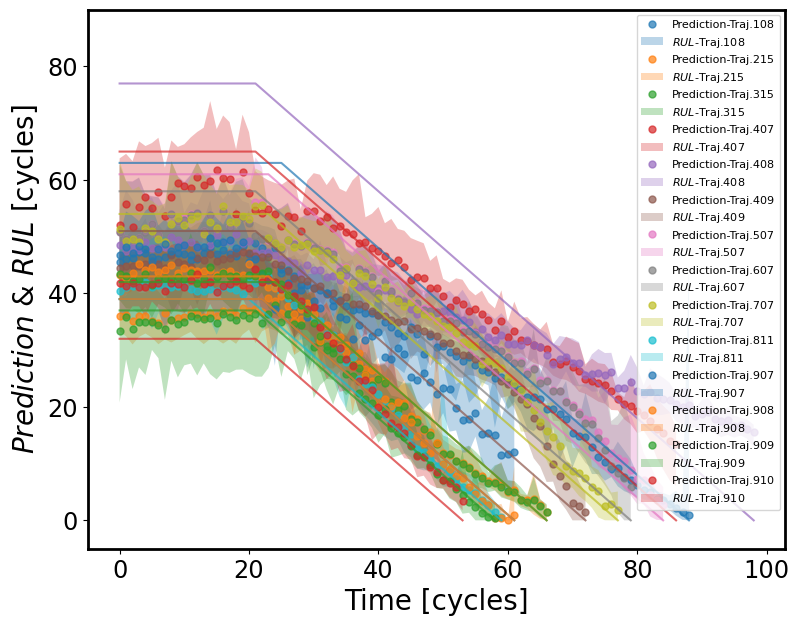 Prediction & RUL [cycles]
80
60
40
20
0
0 20 40 60 80 100
Time [cycles]
Prediction-Traj.108
RUL-Traj.108
Prediction-Traj.215
RUL-Traj.215
Prediction-Traj.315
RUL-Traj.315
Prediction-Traj.407
RUL-Traj.407
Prediction-Traj.408
RUL-Traj.408
Prediction-Traj.409
RUL-Traj.409
Prediction-Traj.507
RUL-Traj.507
Prediction-Traj.607
RUL-Traj.607
Prediction-Traj.707
RUL-Traj.707
Prediction-Traj.811
RUL-Traj.811
Prediction-Traj.907
RUL-Traj.907
Prediction-Traj.908
RUL-Traj.908
Prediction-Traj.909
RUL-Traj.909
Prediction-Traj.910
RUL-Traj.910